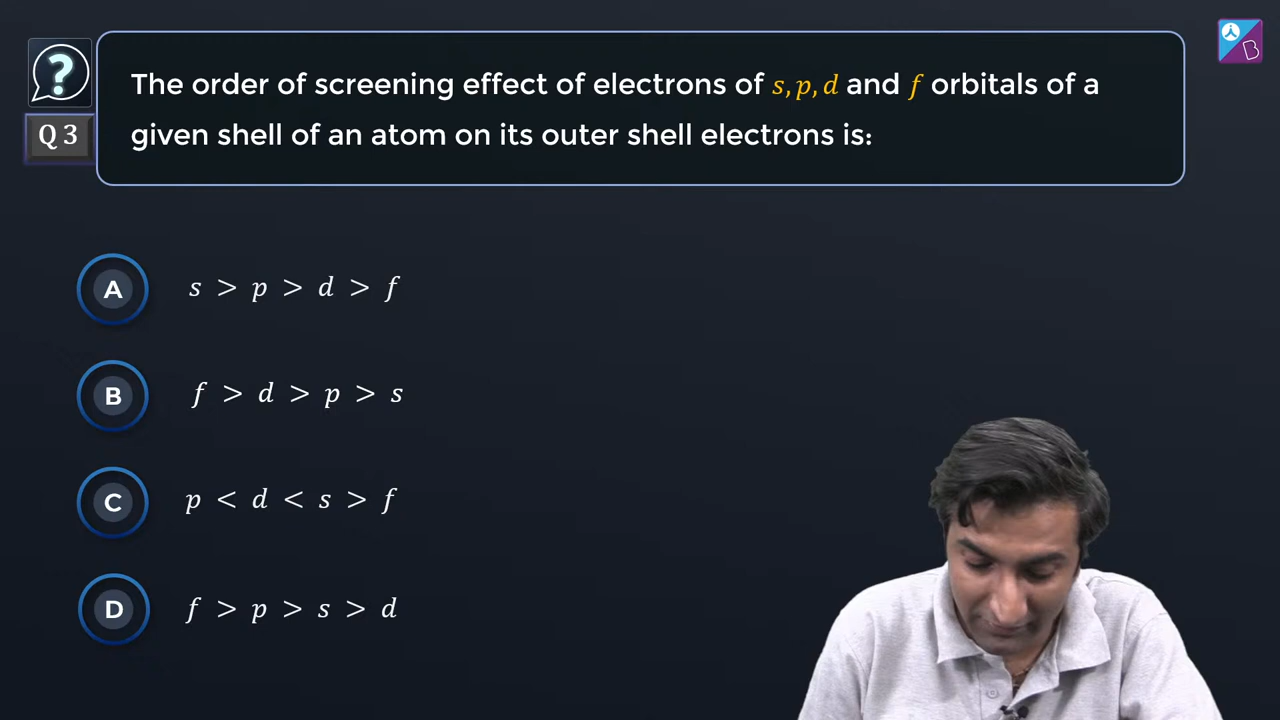 ?
The order of screening effect of electrons of s, p, d and f orbitals of a
Q 3
given shell of an atom on its outer shell electrons is:
A s > p > d > f
B f > d > p > s
C p < d < s > f
D f > p > s > d
B